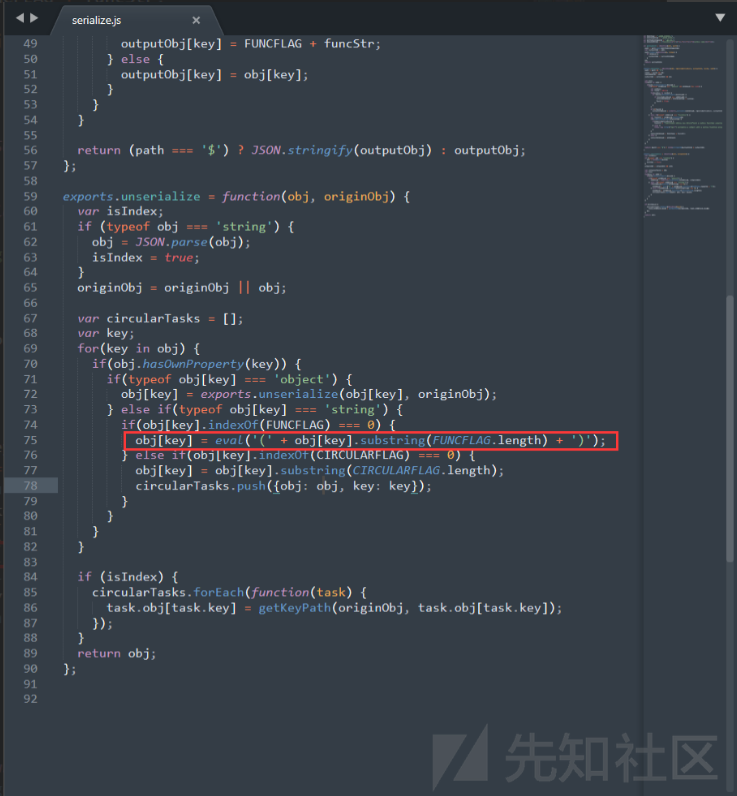 serialize.js ×
49 outputObj[key] = FUNCFLAG + funcStr;
50 } else {
51 outputObj[key] = obj[key];
52 }
53 }
54 }
55
56 return (path === '$') ? JSON.stringify(outputObj) : outputObj;
57 };
58
59 exports.unserialize = function(obj, originObj) {
60 var isIndex;
61 if (typeof obj === 'string') {
62 obj = JSON.parse(obj);
63 isIndex = true;
64 }
65 originObj = originObj || obj;
66
67 var circularTasks = [];
68 var key;
69 for(key in obj) {
70 if(obj.hasOwnProperty(key)) {
71 if(typeof obj[key] === 'object') {
72 obj[key] = exports.unserialize(obj[key], originObj);
73 } else if(typeof obj[key] === 'string') {
74 if(obj[key].indexOf(FUNCFLAG) === 0) {
75 obj[key] = eval('(' + obj[key].substring(FUNCFLAG.length) + ')');
76 } else if(obj[key].indexOf(CIRCULARFLAG) === 0) {
77 obj[key] = obj[key].substring(CIRCULARFLAG.length);
78 circularTasks.push({obj: obj, key: key});
79 }
80 }
81 }
82 }
83
84 if (isIndex) {
85 circularTasks.forEach(function(task) {
86 task.obj[task.key] = getKeyPath(originObj, task.obj[task.key]);
87 });
88 }
89 return obj;
90 };
91
92
先知社区